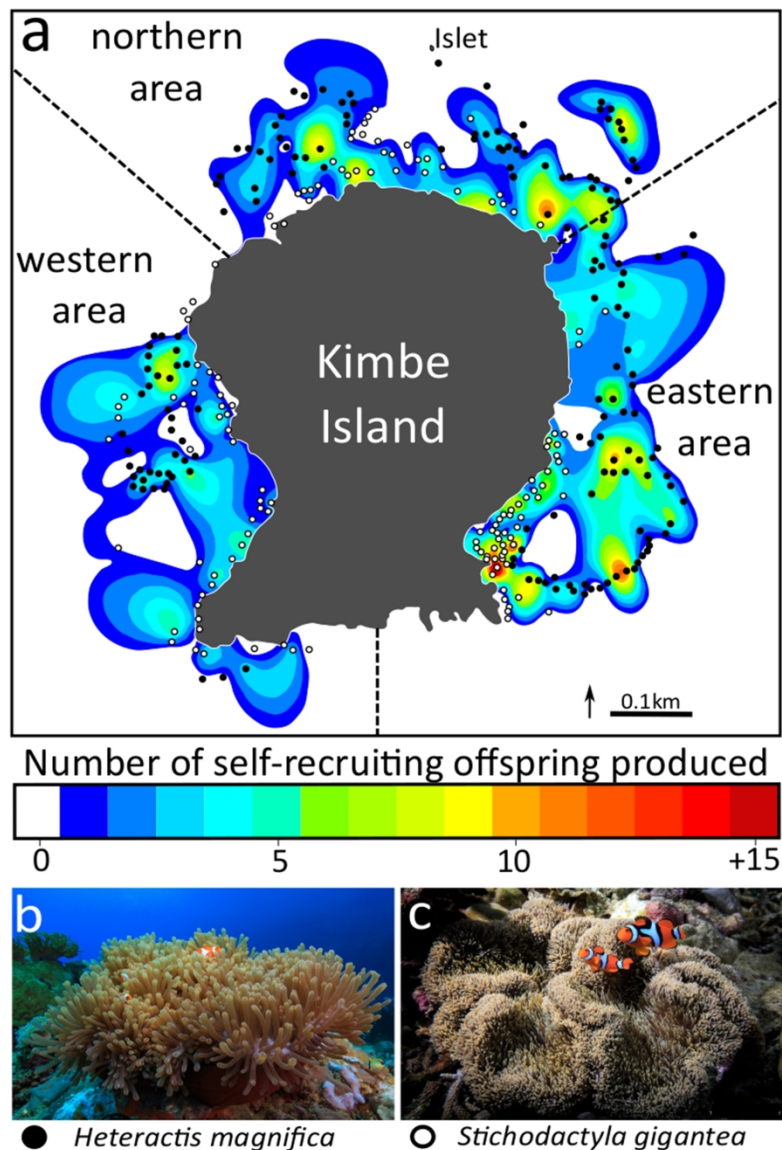 a
northern
area
Islet
western
area
Kimbe
Island
eastern
area
0.1km
Number of self-recruiting offspring produced
0 5 10 +15
b
c
Heteractis magnifica
Stichodactyla gigantea